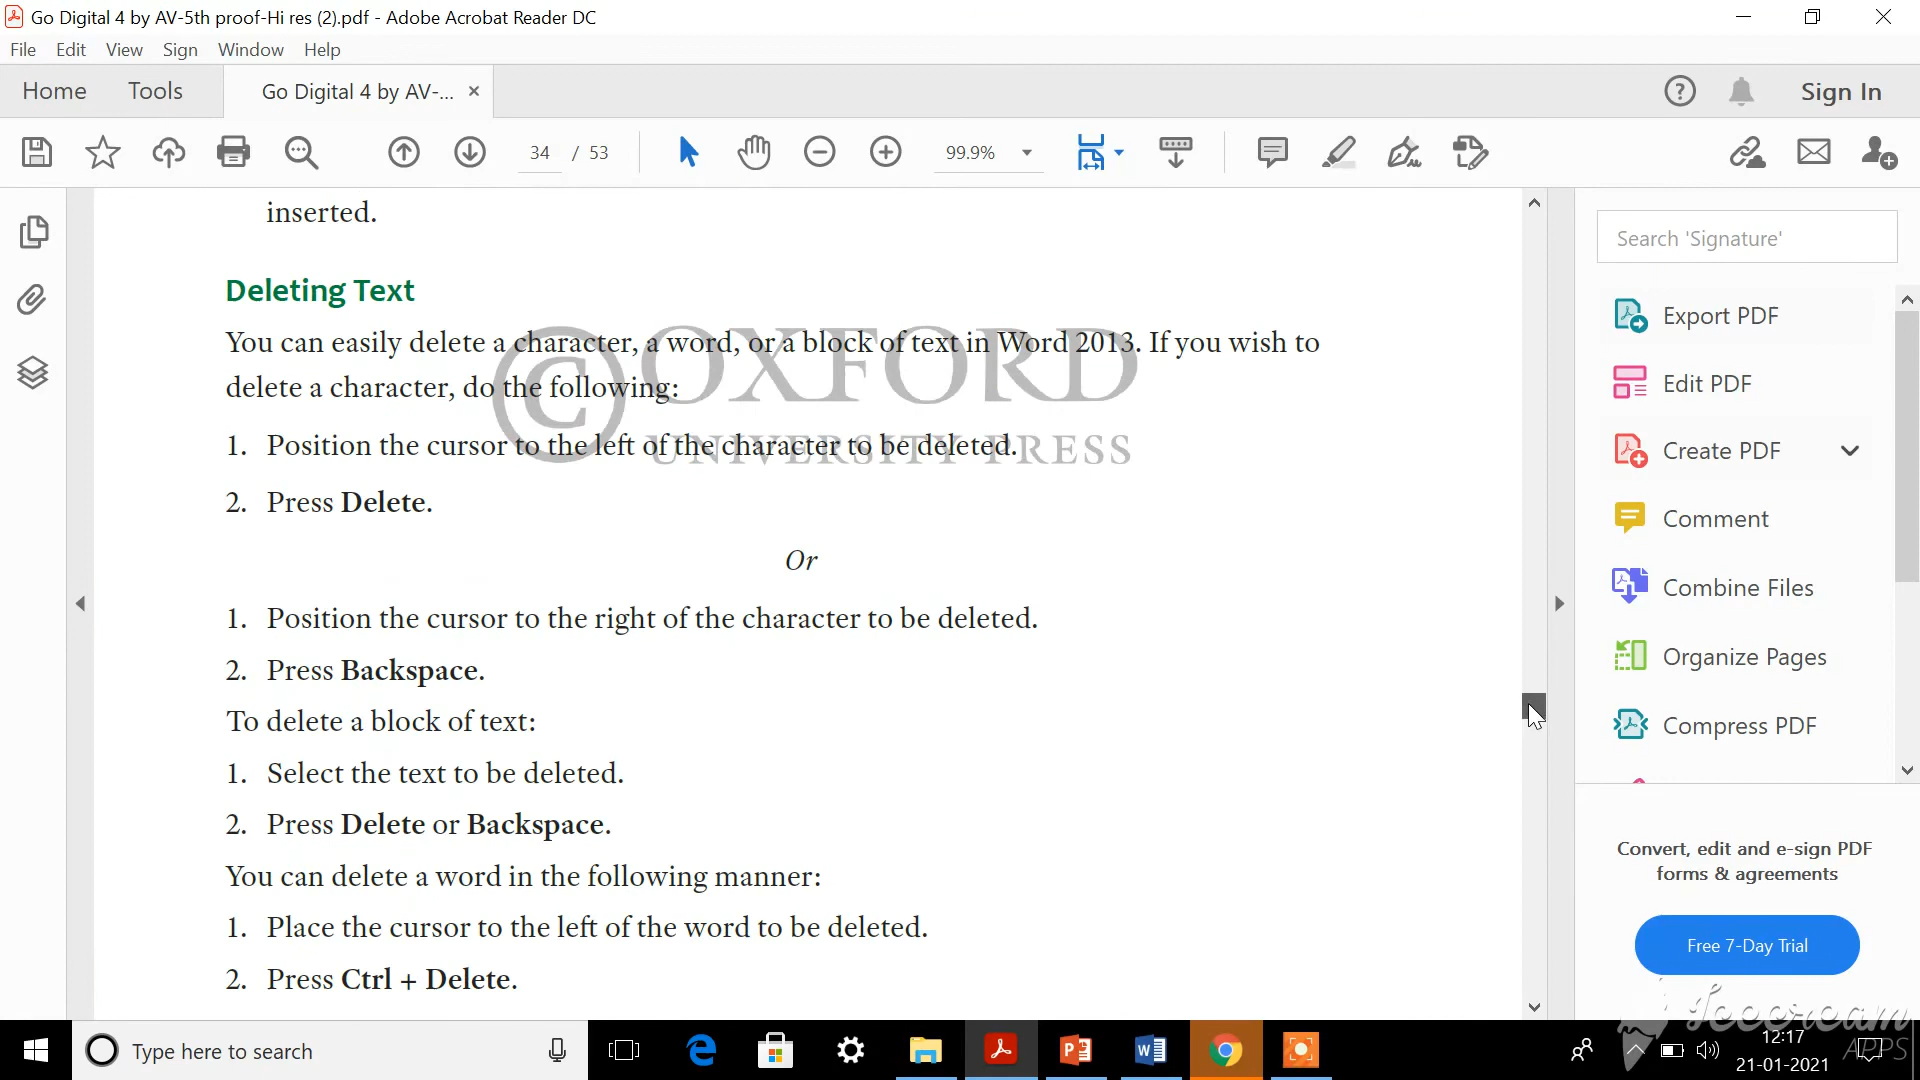 Go Digital 4 by AV-5th proof-Hi res (2).pdf - Adobe Acrobat Reader DC
File Edit View Sign Window Help
Home Tools Go Digital 4 by AV-... × ? Sign In
34 / 53 99.9%
inserted.
Search 'Signature'
Deleting Text
Export PDF
You can easily delete a character, a word, or a block of text in Word 2013. If you wish to
delete a character, do the following:
© OXFORD
UNIVERSITY PRESS
Edit PDF
1. Position the cursor to the left of the character to be deleted.
Create PDF
2. Press Delete.
Comment
Or
Combine Files
1. Position the cursor to the right of the character to be deleted.
Organize Pages
2. Press Backspace.
To delete a block of text:
Compress PDF
1. Select the text to be deleted.
2. Press Delete or Backspace.
Convert, edit and e-sign PDF
forms & agreements
You can delete a word in the following manner:
1. Place the cursor to the left of the word to be deleted.
Free 7-Day Trial
2. Press Ctrl + Delete.
Icecream
APPS
Type here to search
12:17
21-01-2021